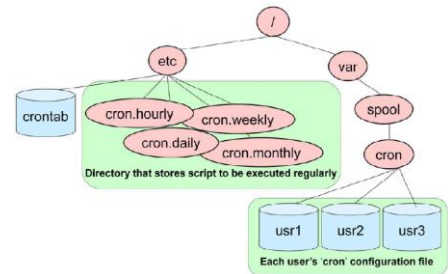 /
etc
var
crontab
cron.hourly
cron.weekly
cron.daily
cron.monthly
Directory that stores script to be executed regularly
spool
cron
usr1
usr2
usr3
Each user's 'cron' configuration file